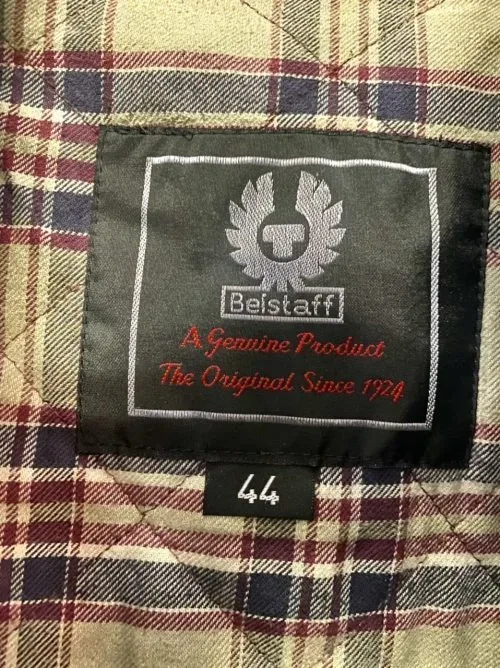 Belstaff
A Genuine Product
The Original Since 1924
44